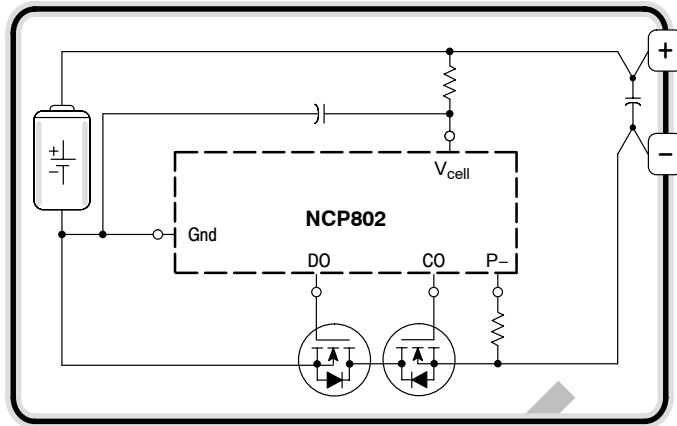 +
V_cell
+
−
NCP802
−
Gnd
DO CO P−